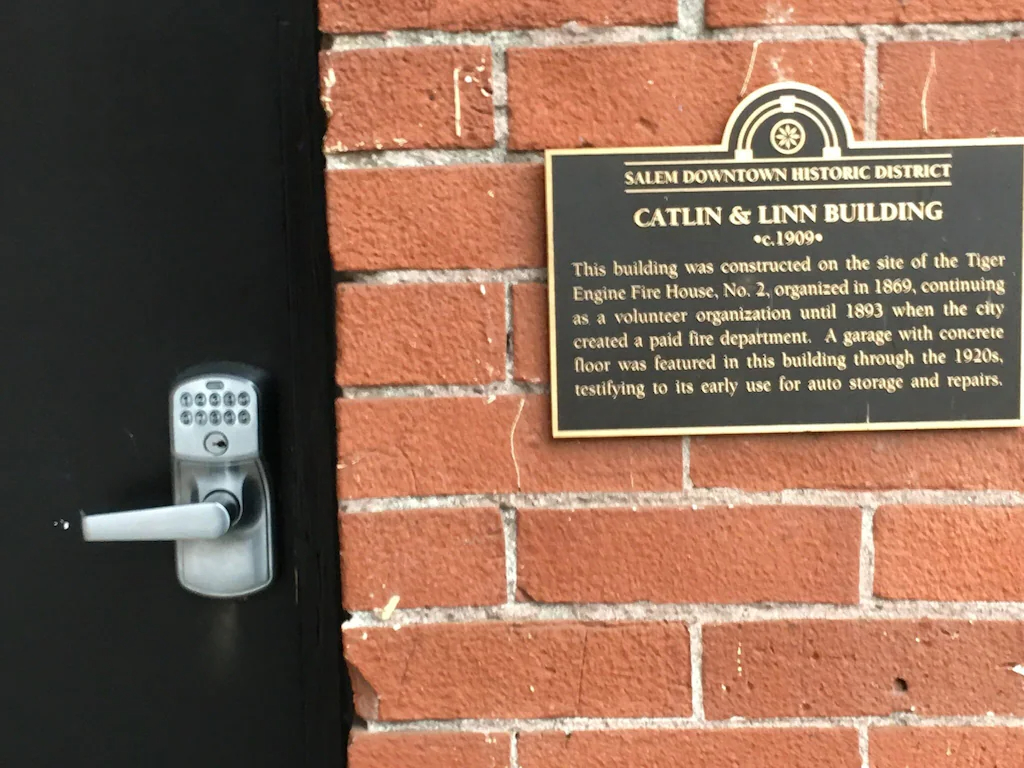 SALEM DOWNTOWN HISTORIC DISTRICT
CATLIN & LINN BUILDING
•c.1909•
This building was constructed on the site of the Tiger
Engine Fire House, No. 2, organized in 1869, continuing
as a volunteer organization until 1893 when the city
created a paid fire department. A garage with concrete
floor was featured in this building through the 1920s,
testifying to its early use for auto storage and repairs.